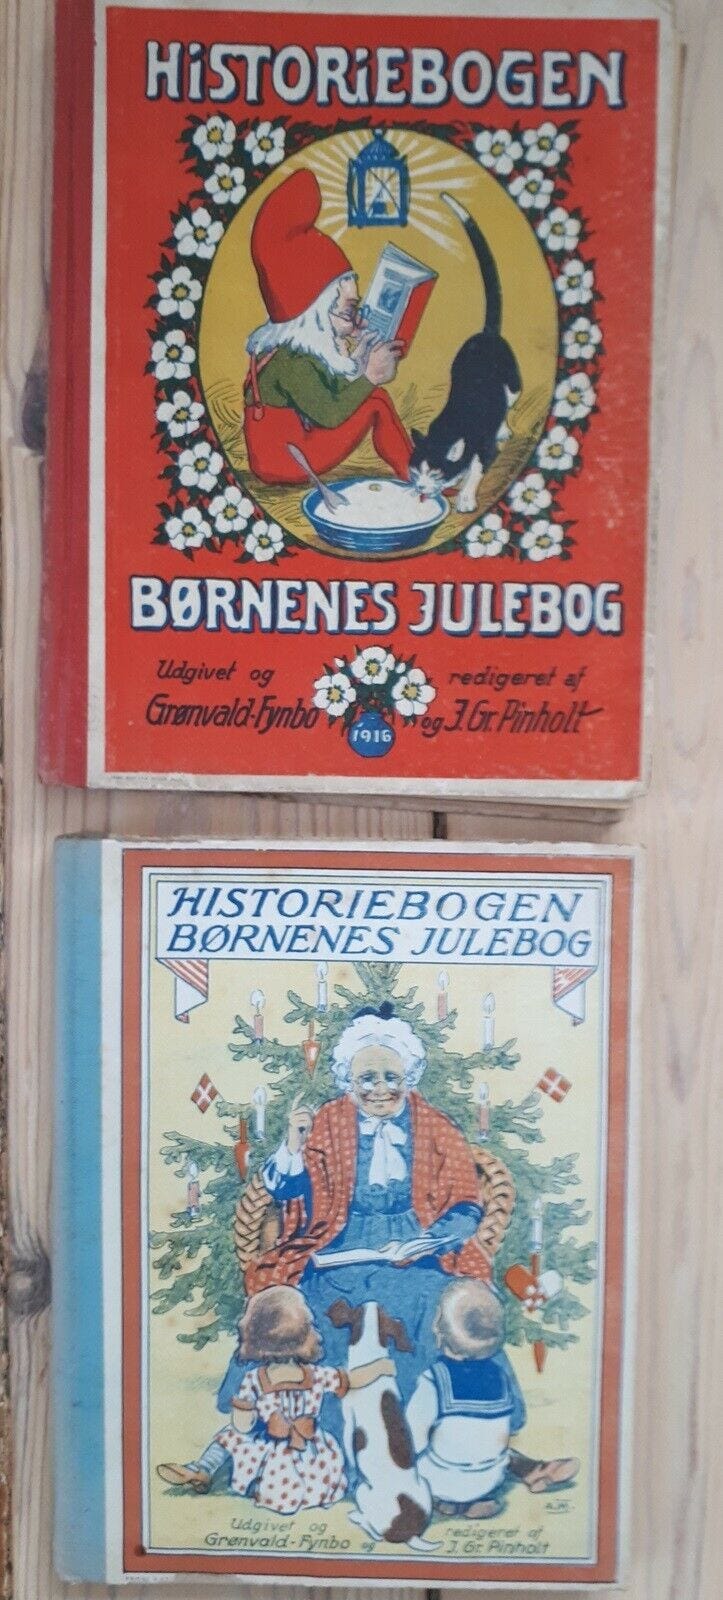 HiSTORiEBOGEN
BØRNENES JULEBOG
Udgivet og redigeret af
Grønvald-Fynbo og J. Gr. Pinholt
1916
HISTORIEBOGEN
BØRNENES JULEBOG
A.M.
Udgivet og redigeret af
Grønvald-Fynbo og J. Gr. Pinholt